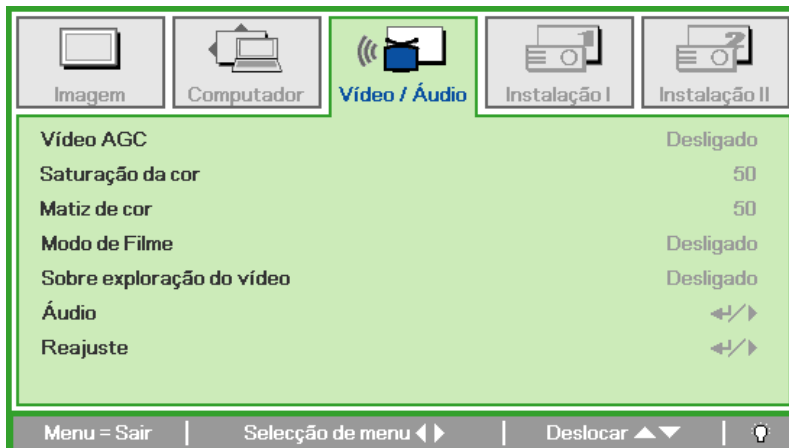 Imagem Computador Vídeo / Áudio Instalação I Instalação II
Vídeo AGC Desligado
Saturação da cor 50
Matiz de cor 50
Modo de Filme Desligado
Sobre exploração do vídeo Desligado
Áudio
Reajuste
Menu = Sair Selecção de menu Deslocar